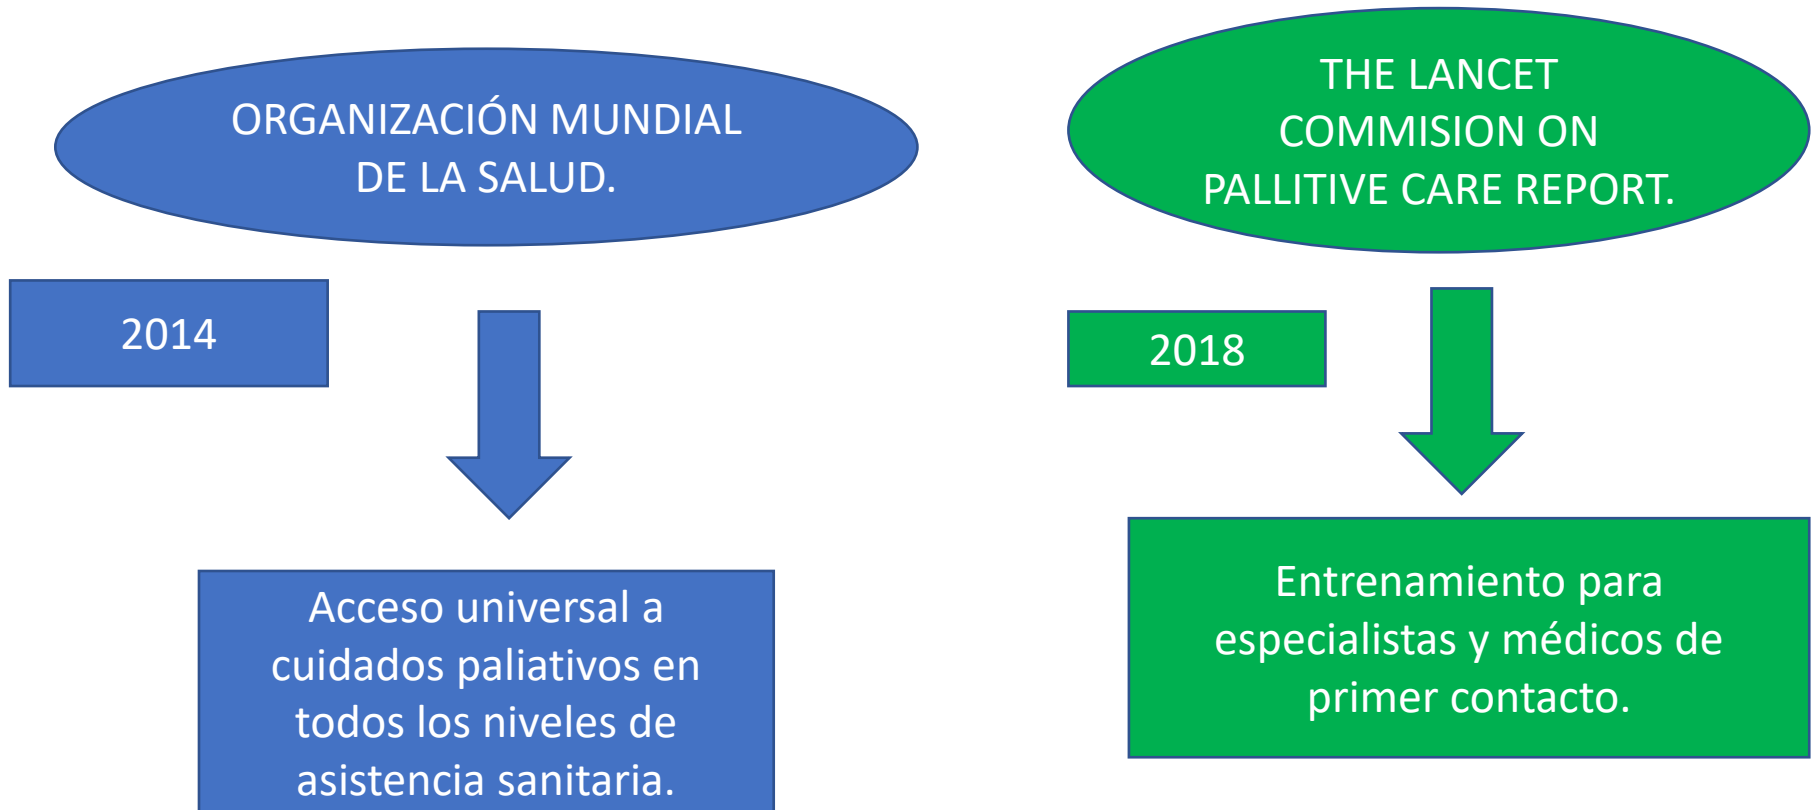 ORGANIZACIÓN MUNDIAL
DE LA SALUD.
2014
Acceso universal a
cuidados paliativos en
todos los niveles de
asistencia sanitaria.
THE LANCET
COMMISION ON
PALLITIVE CARE REPORT.
2018
Entrenamiento para
especialistas y médicos de
primer contacto.